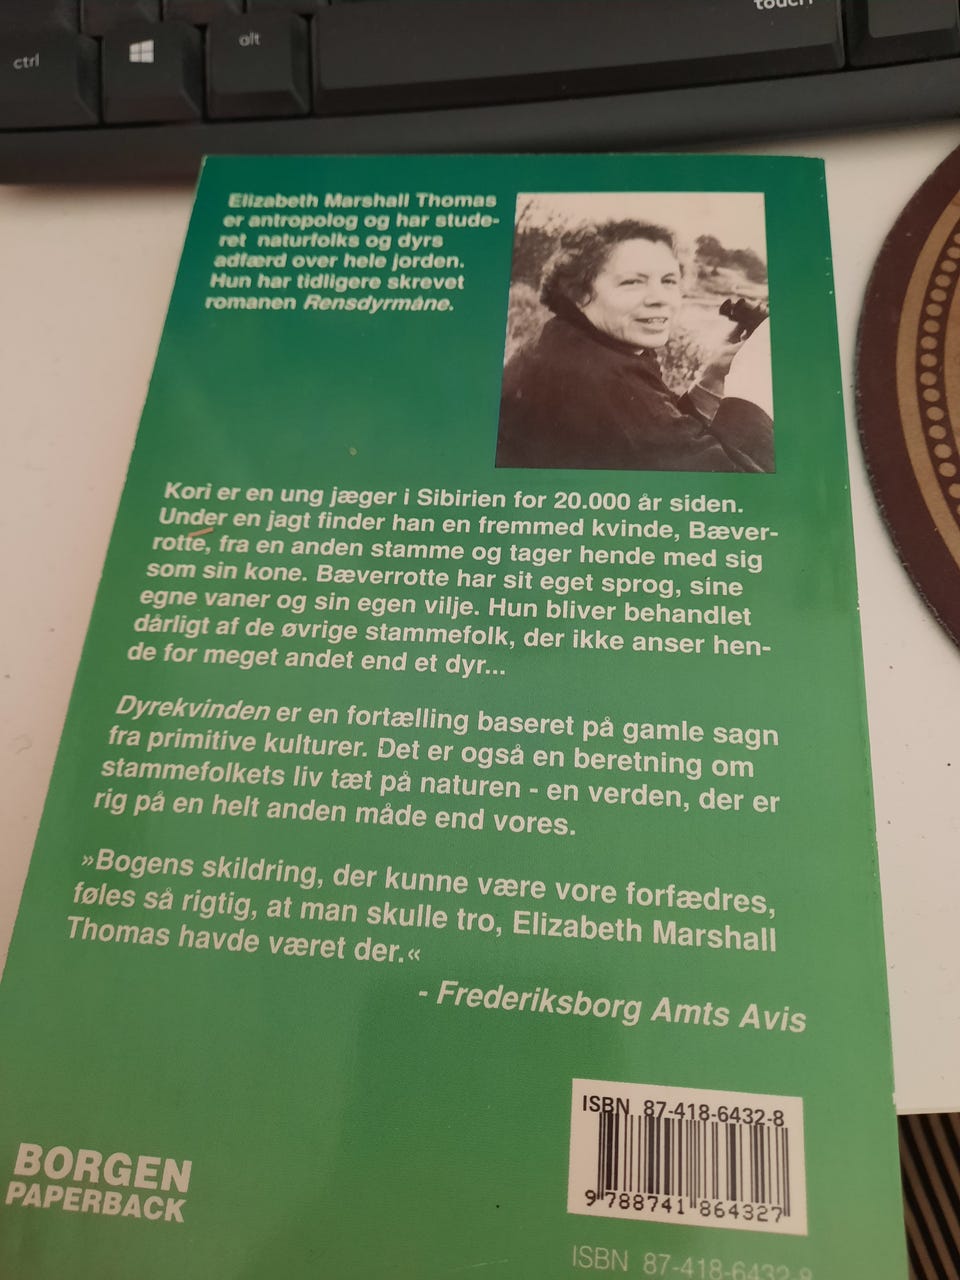 touch
ctrl
alt
Elizabeth Marshall Thomas
er antropolog og har stude-
ret naturfolks og dyrs
adfærd over hele jorden.
Hun har tidligere skrevet
romanen Rensdyrmåne.
Kori er en ung jæger i Sibirien for 20.000 år siden.
Under en jagt finder han en fremmed kvinde, Bæver-
rotte, fra en anden stamme og tager hende med sig
som sin kone. Bæverrotte har sit eget sprog, sine
egne vaner og sin egen vilje. Hun bliver behandlet
dårligt af de øvrige stammefolk, der ikke anser hen-
de for meget andet end et dyr...
Dyrekvinden er en fortælling baseret på gamle sagn
fra primitive kulturer. Det er også en beretning om
stammefolkets liv tæt på naturen - en verden, der er
rig på en helt anden måde end vores.
»Bogens skildring, der kunne være vore forfædres,
føles så rigtig, at man skulle tro, Elizabeth Marshall
Thomas havde været der.«
- Frederiksborg Amts Avis
ISBN 87-418-6432-8
9 788741 864327
BORGEN
PAPERBACK
ISBN 87-418-6432-8